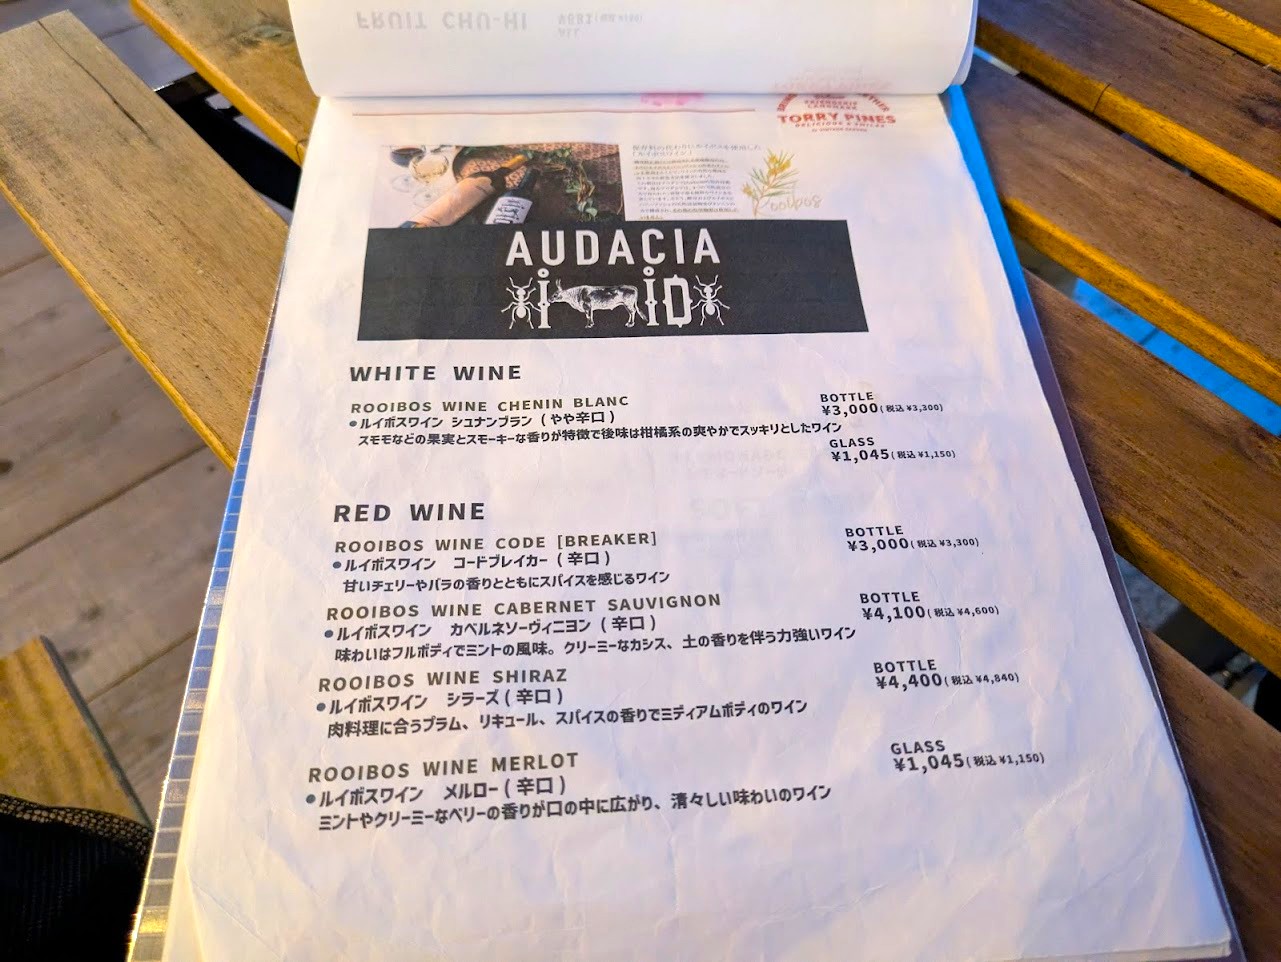 FRUIT CHU-HI
ALL
TORRY PINES
Rooibos
AUDACIA
WHITE WINE
ROOIBOS WINE CHENIN BLANC
●ルイボスワイン シュナンブラン ( やや辛口 )
スモモなどの果実とスモーキーな香りが特徴で後味は柑橘系の爽やかでスッキリとしたワイン
BOTTLE
¥3,000(税込 ¥3,300)
GLASS
¥1,045(税込 ¥1,150)
RED WINE
ROOIBOS WINE CODE [BREAKER]
●ルイボスワイン コードブレイカー ( 辛口 )
甘いチェリーやバラの香りとともにスパイスを感じるワイン
BOTTLE
¥3,000(税込 ¥3,300)
ROOIBOS WINE CABERNET SAUVIGNON
●ルイボスワイン カベルネソーヴィニヨン ( 辛口 )
味わいはフルボディでミントの風味。クリーミーなカシス、土の香りを伴う力強いワイン
BOTTLE
¥4,100(税込 ¥4,600)
ROOIBOS WINE SHIRAZ
●ルイボスワイン シラーズ ( 辛口 )
肉料理に合うプラム、リキュール、スパイスの香りでミディアムボディのワイン
BOTTLE
¥4,400(税込 ¥4,840)
ROOIBOS WINE MERLOT
●ルイボスワイン メルロー ( 辛口 )
ミントやクリーミーなベリーの香りが口の中に広がり、清々しい味わいのワイン
GLASS
¥1,045(税込 ¥1,150)